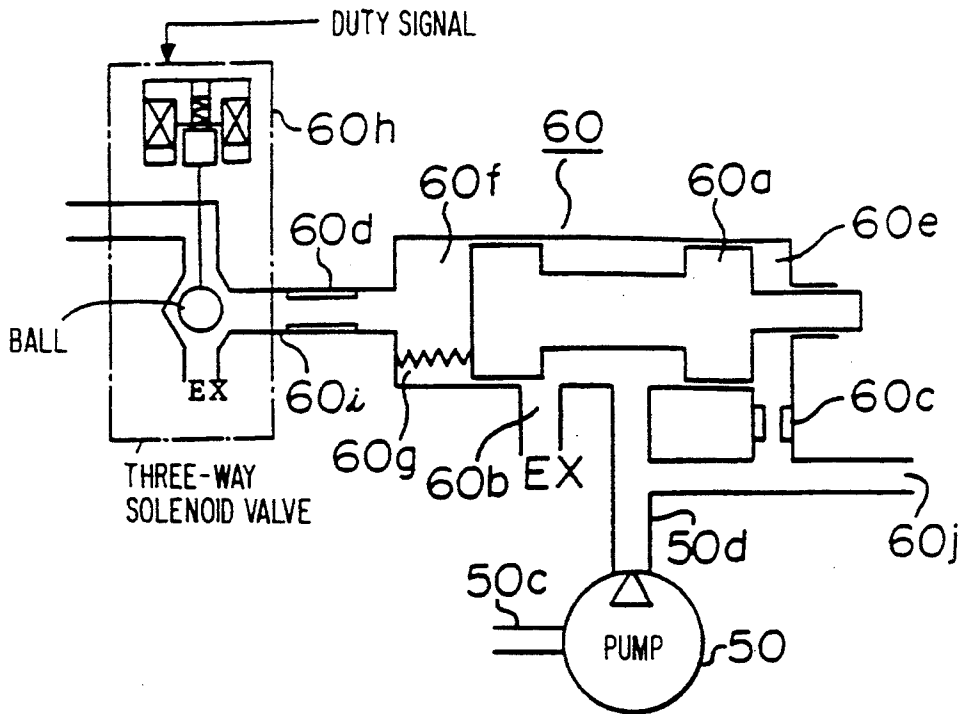 DUTY SIGNAL
60h
60
60f
60a
60e
60d
BALL
EX
60i
60g
60b
EX
60c
THREE-WAY
SOLENOID VALVE
50d
60j
50c
PUMP
50